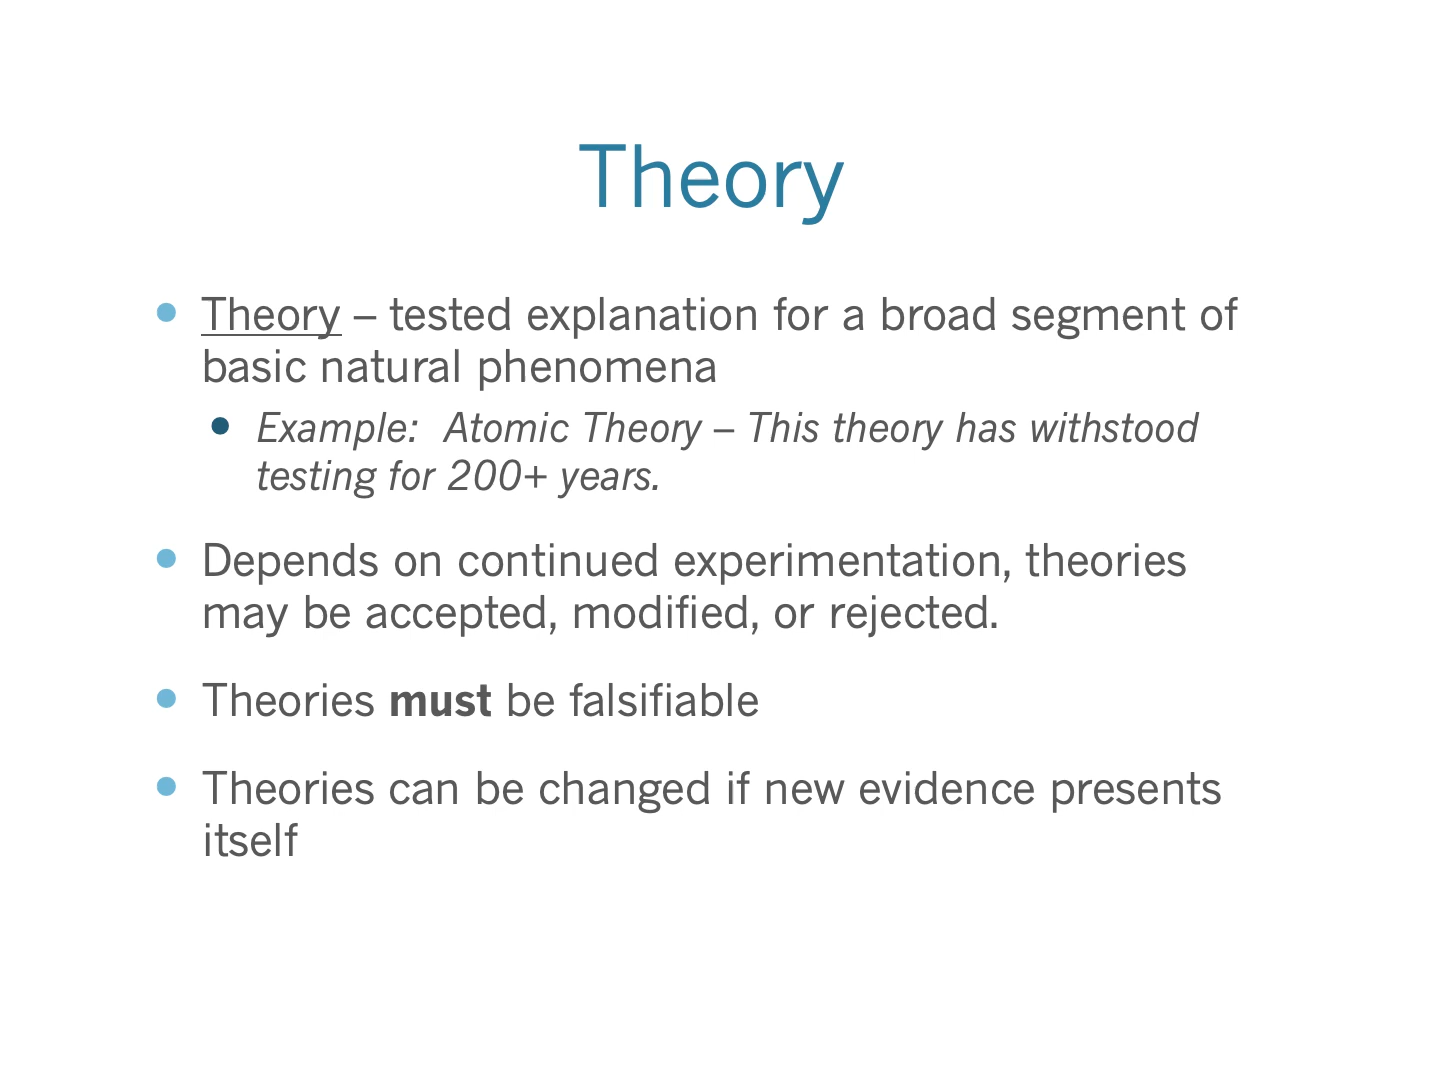 Theory
Theory – tested explanation for a broad segment of
basic natural phenomena
Example:  Atomic Theory – This theory has withstood
testing for 200+ years.
Depends on continued experimentation, theories
may be accepted, modified, or rejected.
Theories must be falsifiable
Theories can be changed if new evidence presents
itself